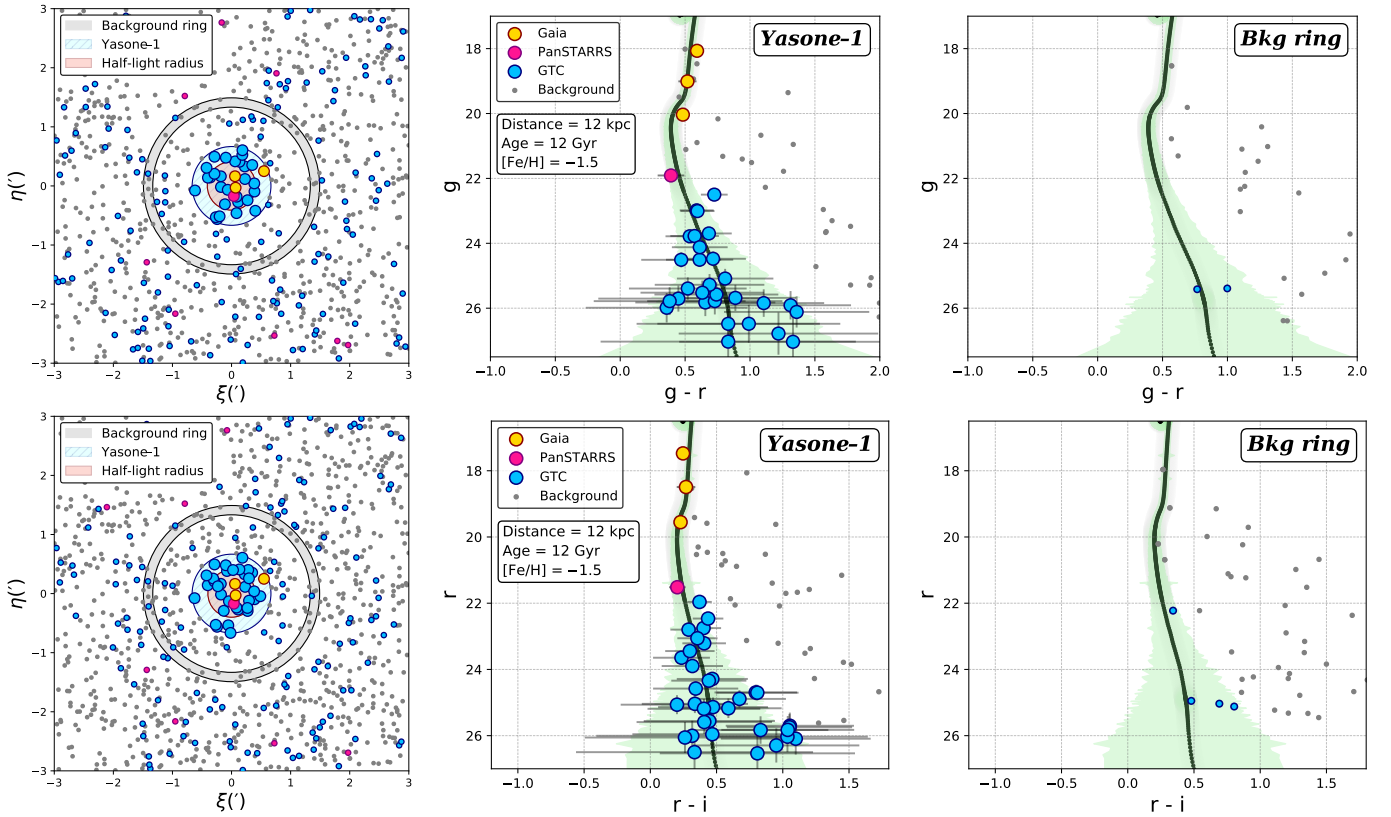 Background ring
Yasone–1
Half-light radius
3
2
1
0
−1
−2
−3
η(′)
−3
−2
−1
0
1
2
3
ξ(′)
Gaia
PanSTARRS
GTC
Background
Yasone–1
Distance = 12 kpc
Age = 12 Gyr
[Fe/H] = −1.5
18
20
22
24
26
g
−1.0
−0.5
0.0
0.5
1.0
1.5
2.0
g - r
Bkg ring
18
20
22
24
26
g
−1.0
−0.5
0.0
0.5
1.0
1.5
2.0
g - r
Background ring
Yasone–1
Half-light radius
3
2
1
0
−1
−2
−3
η(′)
−3
−2
−1
0
1
2
3
ξ(′)
Gaia
PanSTARRS
GTC
Background
Yasone–1
Distance = 12 kpc
Age = 12 Gyr
[Fe/H] = −1.5
18
20
22
24
26
r
−1.0
−0.5
0.0
0.5
1.0
1.5
r - i
Bkg ring
18
20
22
24
26
r
−1.0
−0.5
0.0
0.5
1.0
1.5
r - i